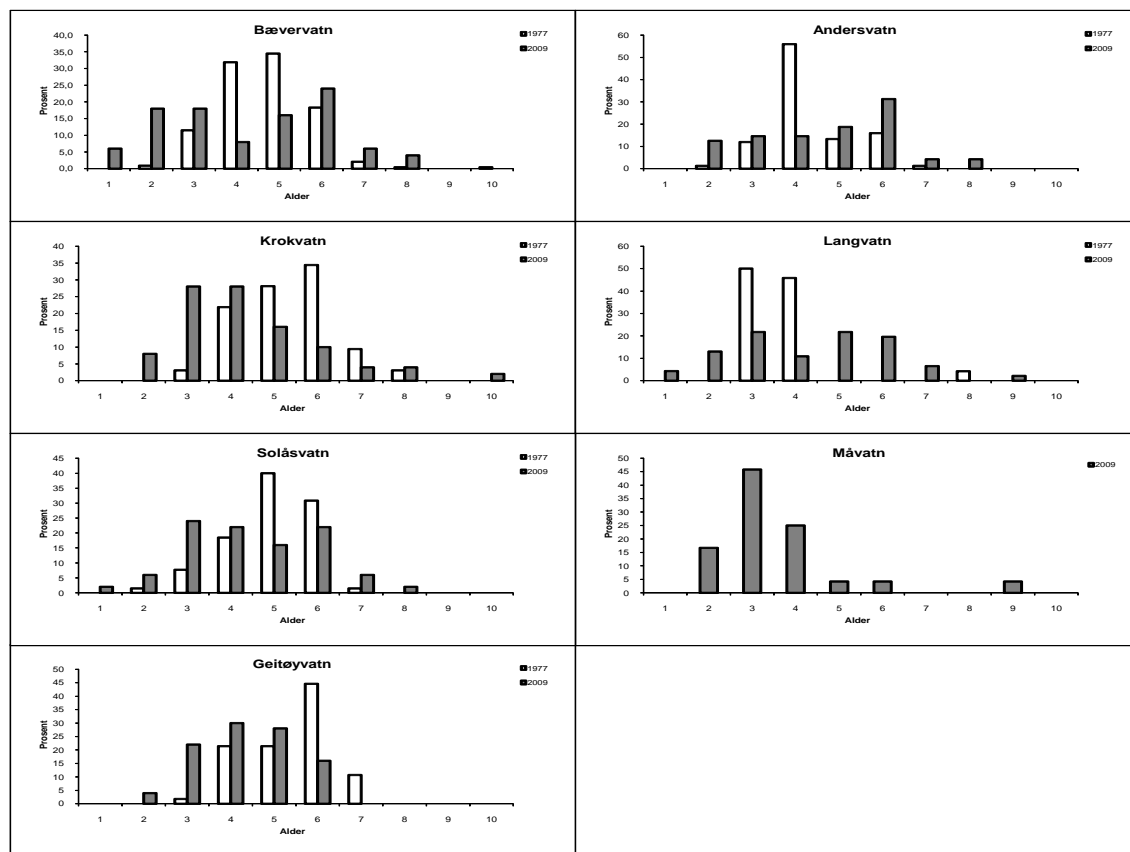 Bævervatn
1977
2009
Prosent
40,0
35,0
30,0
25,0
20,0
15,0
10,0
5,0
0,0
1 2 3 4 5 6 7 8 9 10
Alder
Andersvatn
1977
2009
Prosent
60
50
40
30
20
10
0
1 2 3 4 5 6 7 8 9 10
Alder
Krokvatn
1977
2009
Prosent
40
35
30
25
20
15
10
5
0
1 2 3 4 5 6 7 8 9 10
Alder
Langvatn
1977
2009
Prosent
60
50
40
30
20
10
0
1 2 3 4 5 6 7 8 9 10
Alder
Solåsvatn
1977
2009
Prosent
45
40
35
30
25
20
15
10
5
0
1 2 3 4 5 6 7 8 9 10
Alder
Måvatn
2009
Prosent
50
45
40
35
30
25
20
15
10
5
0
1 2 3 4 5 6 7 8 9 10
Alder
Geitøyvatn
1977
2009
Prosent
50
45
40
35
30
25
20
15
10
5
0
1 2 3 4 5 6 7 8 9 10
Alder